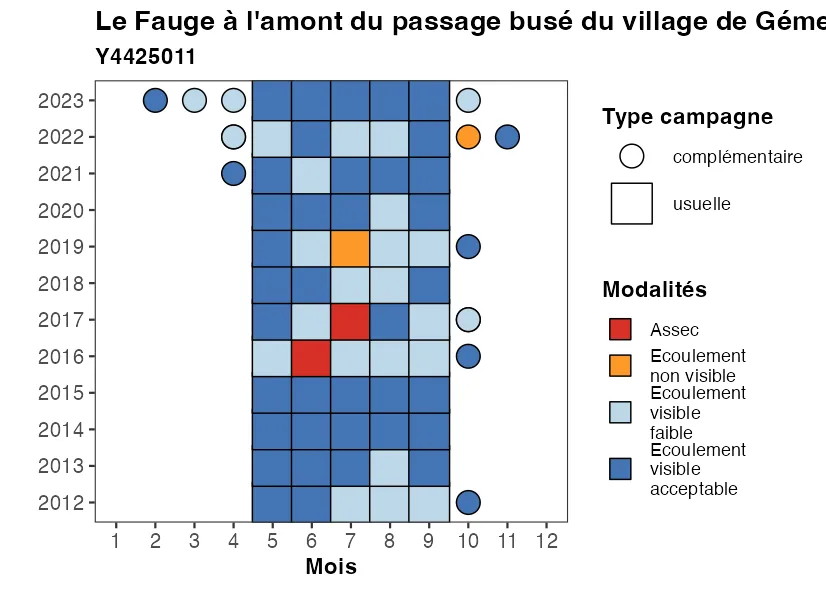 Le Fauge à l'amont du passage busé du village de Géme
Y4425011
2023
2022
2021
2020
2019
2018
2017
2016
2015
2014
2013
2012
1 2 3 4 5 6 7 8 9 10 11 12
Mois
Type campagne
complémentaire
usuelle
Modalités
Assec
Ecoulement
non visible
Ecoulement
visible
faible
Ecoulement
visible
acceptable